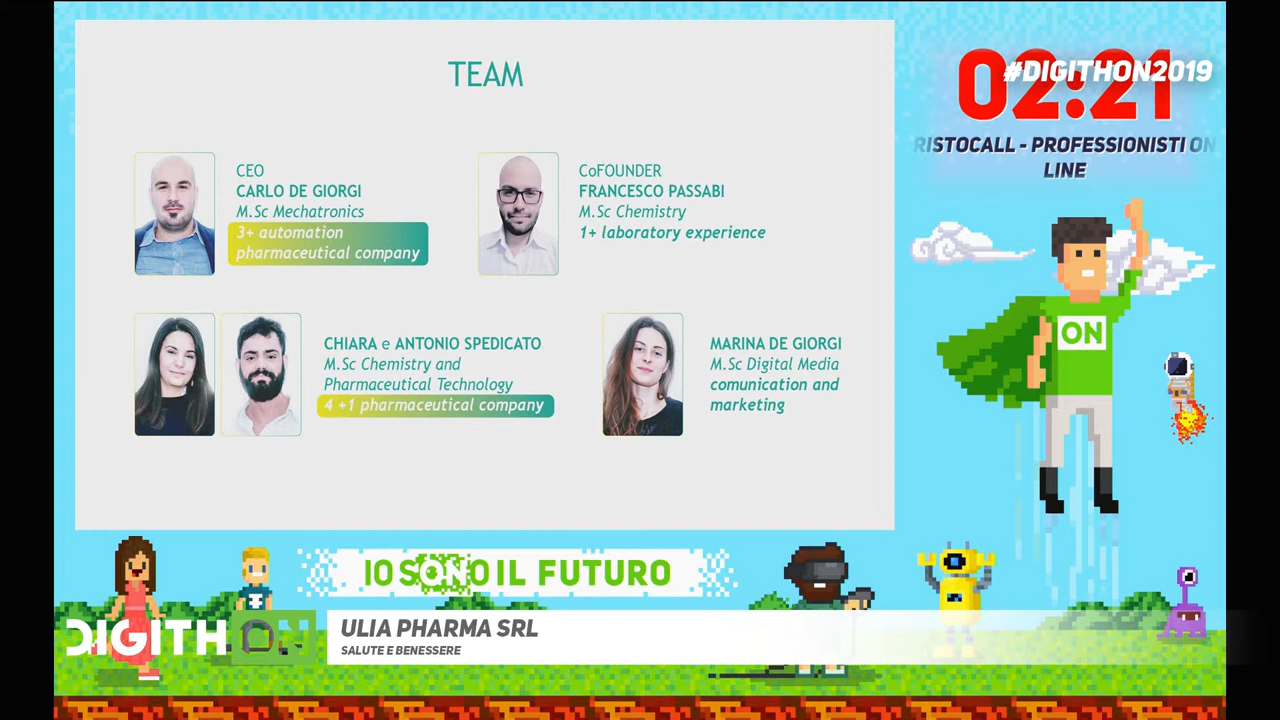 TEAM
CEO
CARLO DE GIORGI
M.Sc Mechatronics
3+ automation
pharmaceutical company
CoFOUNDER
FRANCESCO PASSABI
M.Sc Chemistry
1+ laboratory experience
CHIARA e ANTONIO SPEDICATO
M.Sc Chemistry and
Pharmaceutical Technology
4 +1 pharmaceutical company
MARINA DE GIORGI
M.Sc Digital Media
comunication and
marketing
02:21
#DIGITHON2019
RISTOCALL - PROFESSIONISTI ON
LINE
ON
IO SONO IL FUTURO
DIGITHON
ULIA PHARMA SRL
SALUTE E BENESSERE